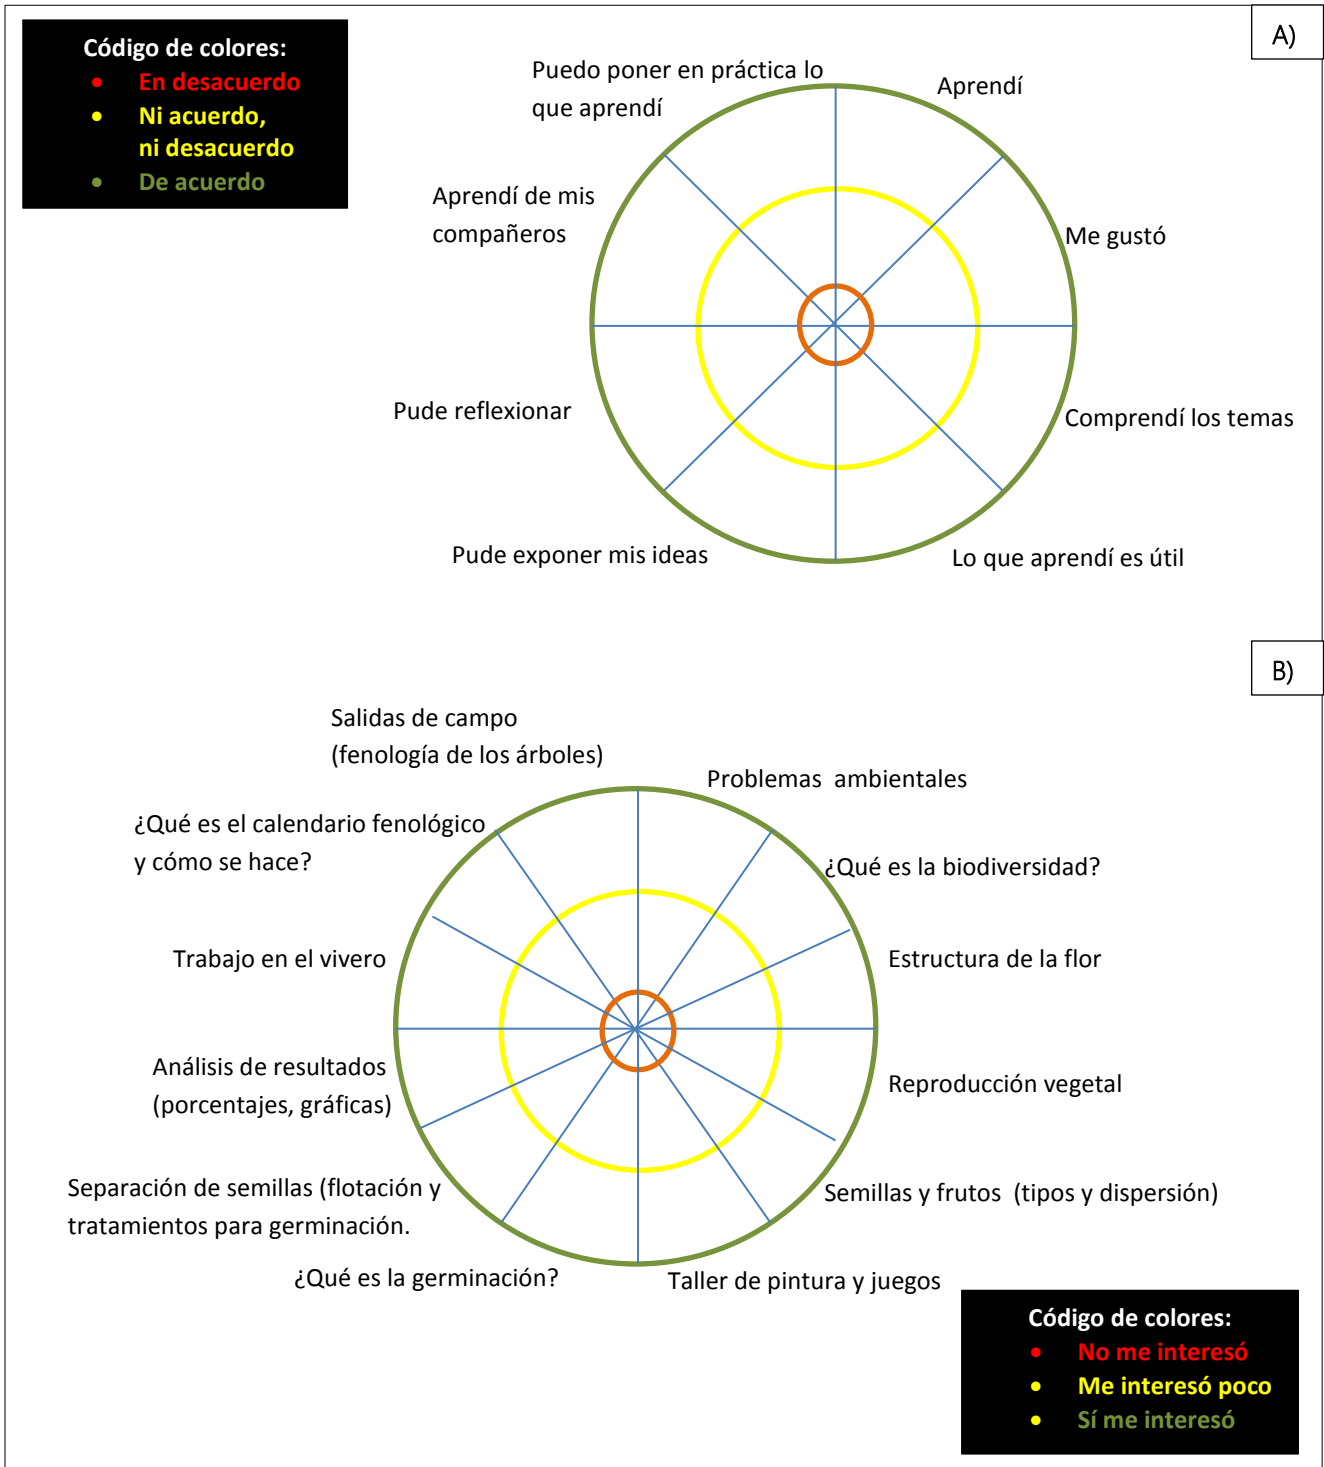 A)
Código de colores:
• En desacuerdo
• Ni acuerdo,
ni desacuerdo
• De acuerdo
Puedo poner en práctica lo
que aprendí
Aprendí
Aprendí de mis
compañeros
Me gustó
Pude reflexionar
Comprendí los temas
Pude exponer mis ideas
Lo que aprendí es útil
B)
Salidas de campo
(fenología de los árboles)
Problemas ambientales
¿Qué es el calendario fenológico
y cómo se hace?
¿Qué es la biodiversidad?
Trabajo en el vivero
Estructura de la flor
Análisis de resultados
(porcentajes, gráficas)
Reproducción vegetal
Separación de semillas (flotación y
tratamientos para germinación.
Semillas y frutos (tipos y dispersión)
¿Qué es la germinación?
Taller de pintura y juegos
Código de colores:
• No me interesó
• Me interesó poco
• Sí me interesó